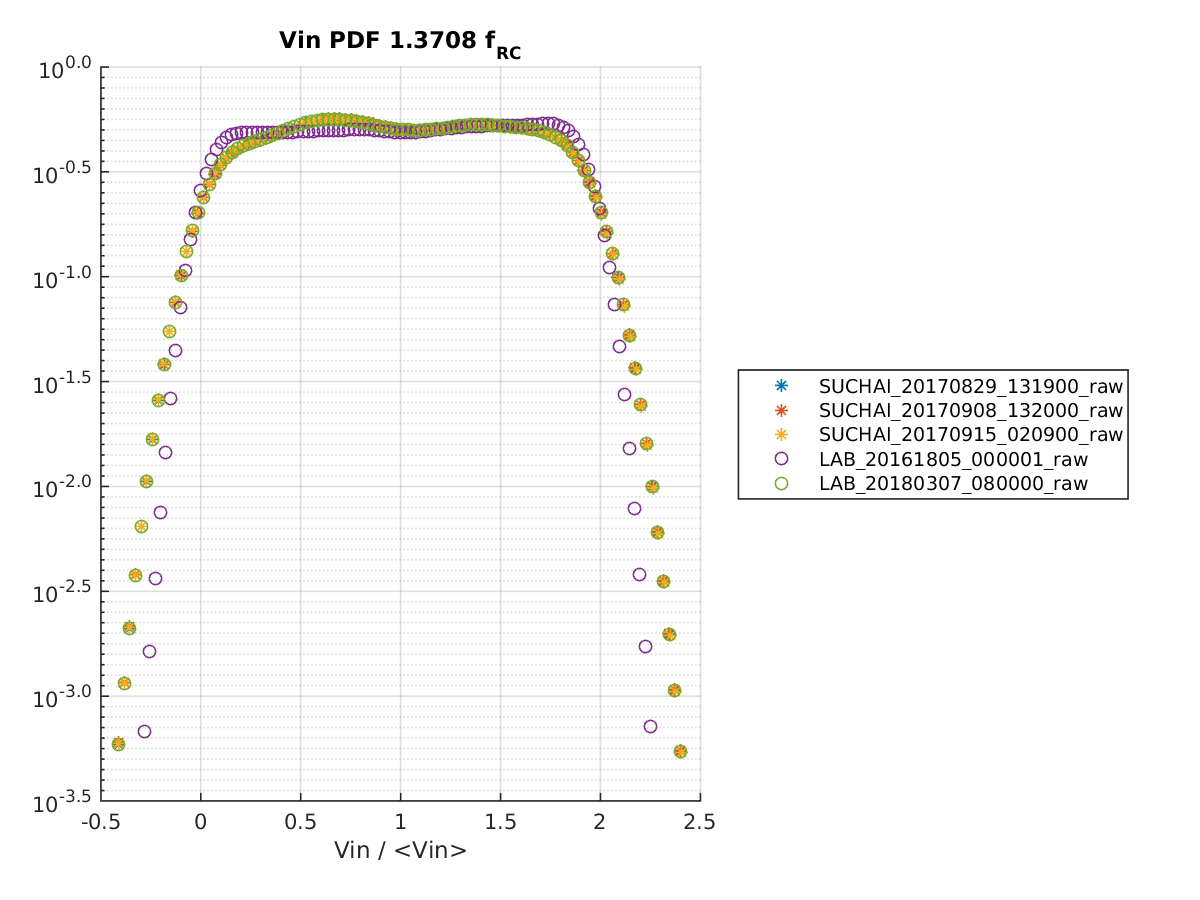 Vin PDF 1.3708 f_RC
10^0.0
10^-0.5
10^-1.0
10^-1.5
10^-2.0
10^-2.5
10^-3.0
10^-3.5
-0.5 0 0.5 1 1.5 2 2.5
Vin / <Vin>
SUCHAI_20170829_131900_raw
SUCHAI_20170908_132000_raw
SUCHAI_20170915_020900_raw
LAB_20161805_000001_raw
LAB_20180307_080000_raw